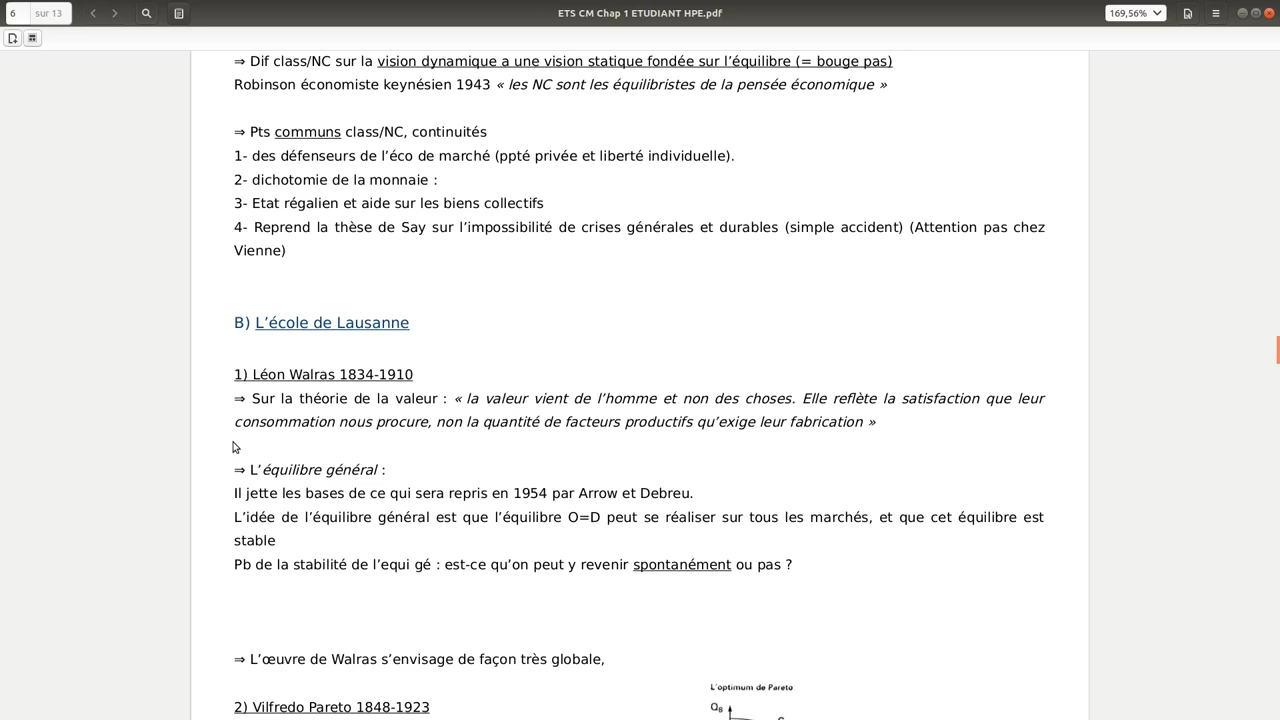 6 sur 13
ETS CM Chap 1 ETUDIANT HPE.pdf
169,56%
⇒ Dif class/NC sur la vision dynamique a une vision statique fondée sur l’équilibre (= bouge pas)
Robinson économiste keynésien 1943 « les NC sont les équilibristes de la pensée économique »
⇒ Pts communs class/NC, continuités
1- des défenseurs de l’éco de marché (ppté privée et liberté individuelle).
2- dichotomie de la monnaie :
3- Etat régalien et aide sur les biens collectifs
4- Reprend la thèse de Say sur l’impossibilité de crises générales et durables (simple accident) (Attention pas chez
Vienne)
B) L’école de Lausanne
1) Léon Walras 1834-1910
⇒ Sur la théorie de la valeur : « la valeur vient de l’homme et non des choses. Elle reflète la satisfaction que leur
consommation nous procure, non la quantité de facteurs productifs qu’exige leur fabrication »
⇒ L’équilibre général :
Il jette les bases de ce qui sera repris en 1954 par Arrow et Debreu.
L’idée de l’équilibre général est que l’équilibre O=D peut se réaliser sur tous les marchés, et que cet équilibre est
stable
Pb de la stabilité de l’equi gé : est-ce qu’on peut y revenir spontanément ou pas ?
⇒ L’œuvre de Walras s’envisage de façon très globale,
L’optimum de Pareto
2) Vilfredo Pareto 1848-1923